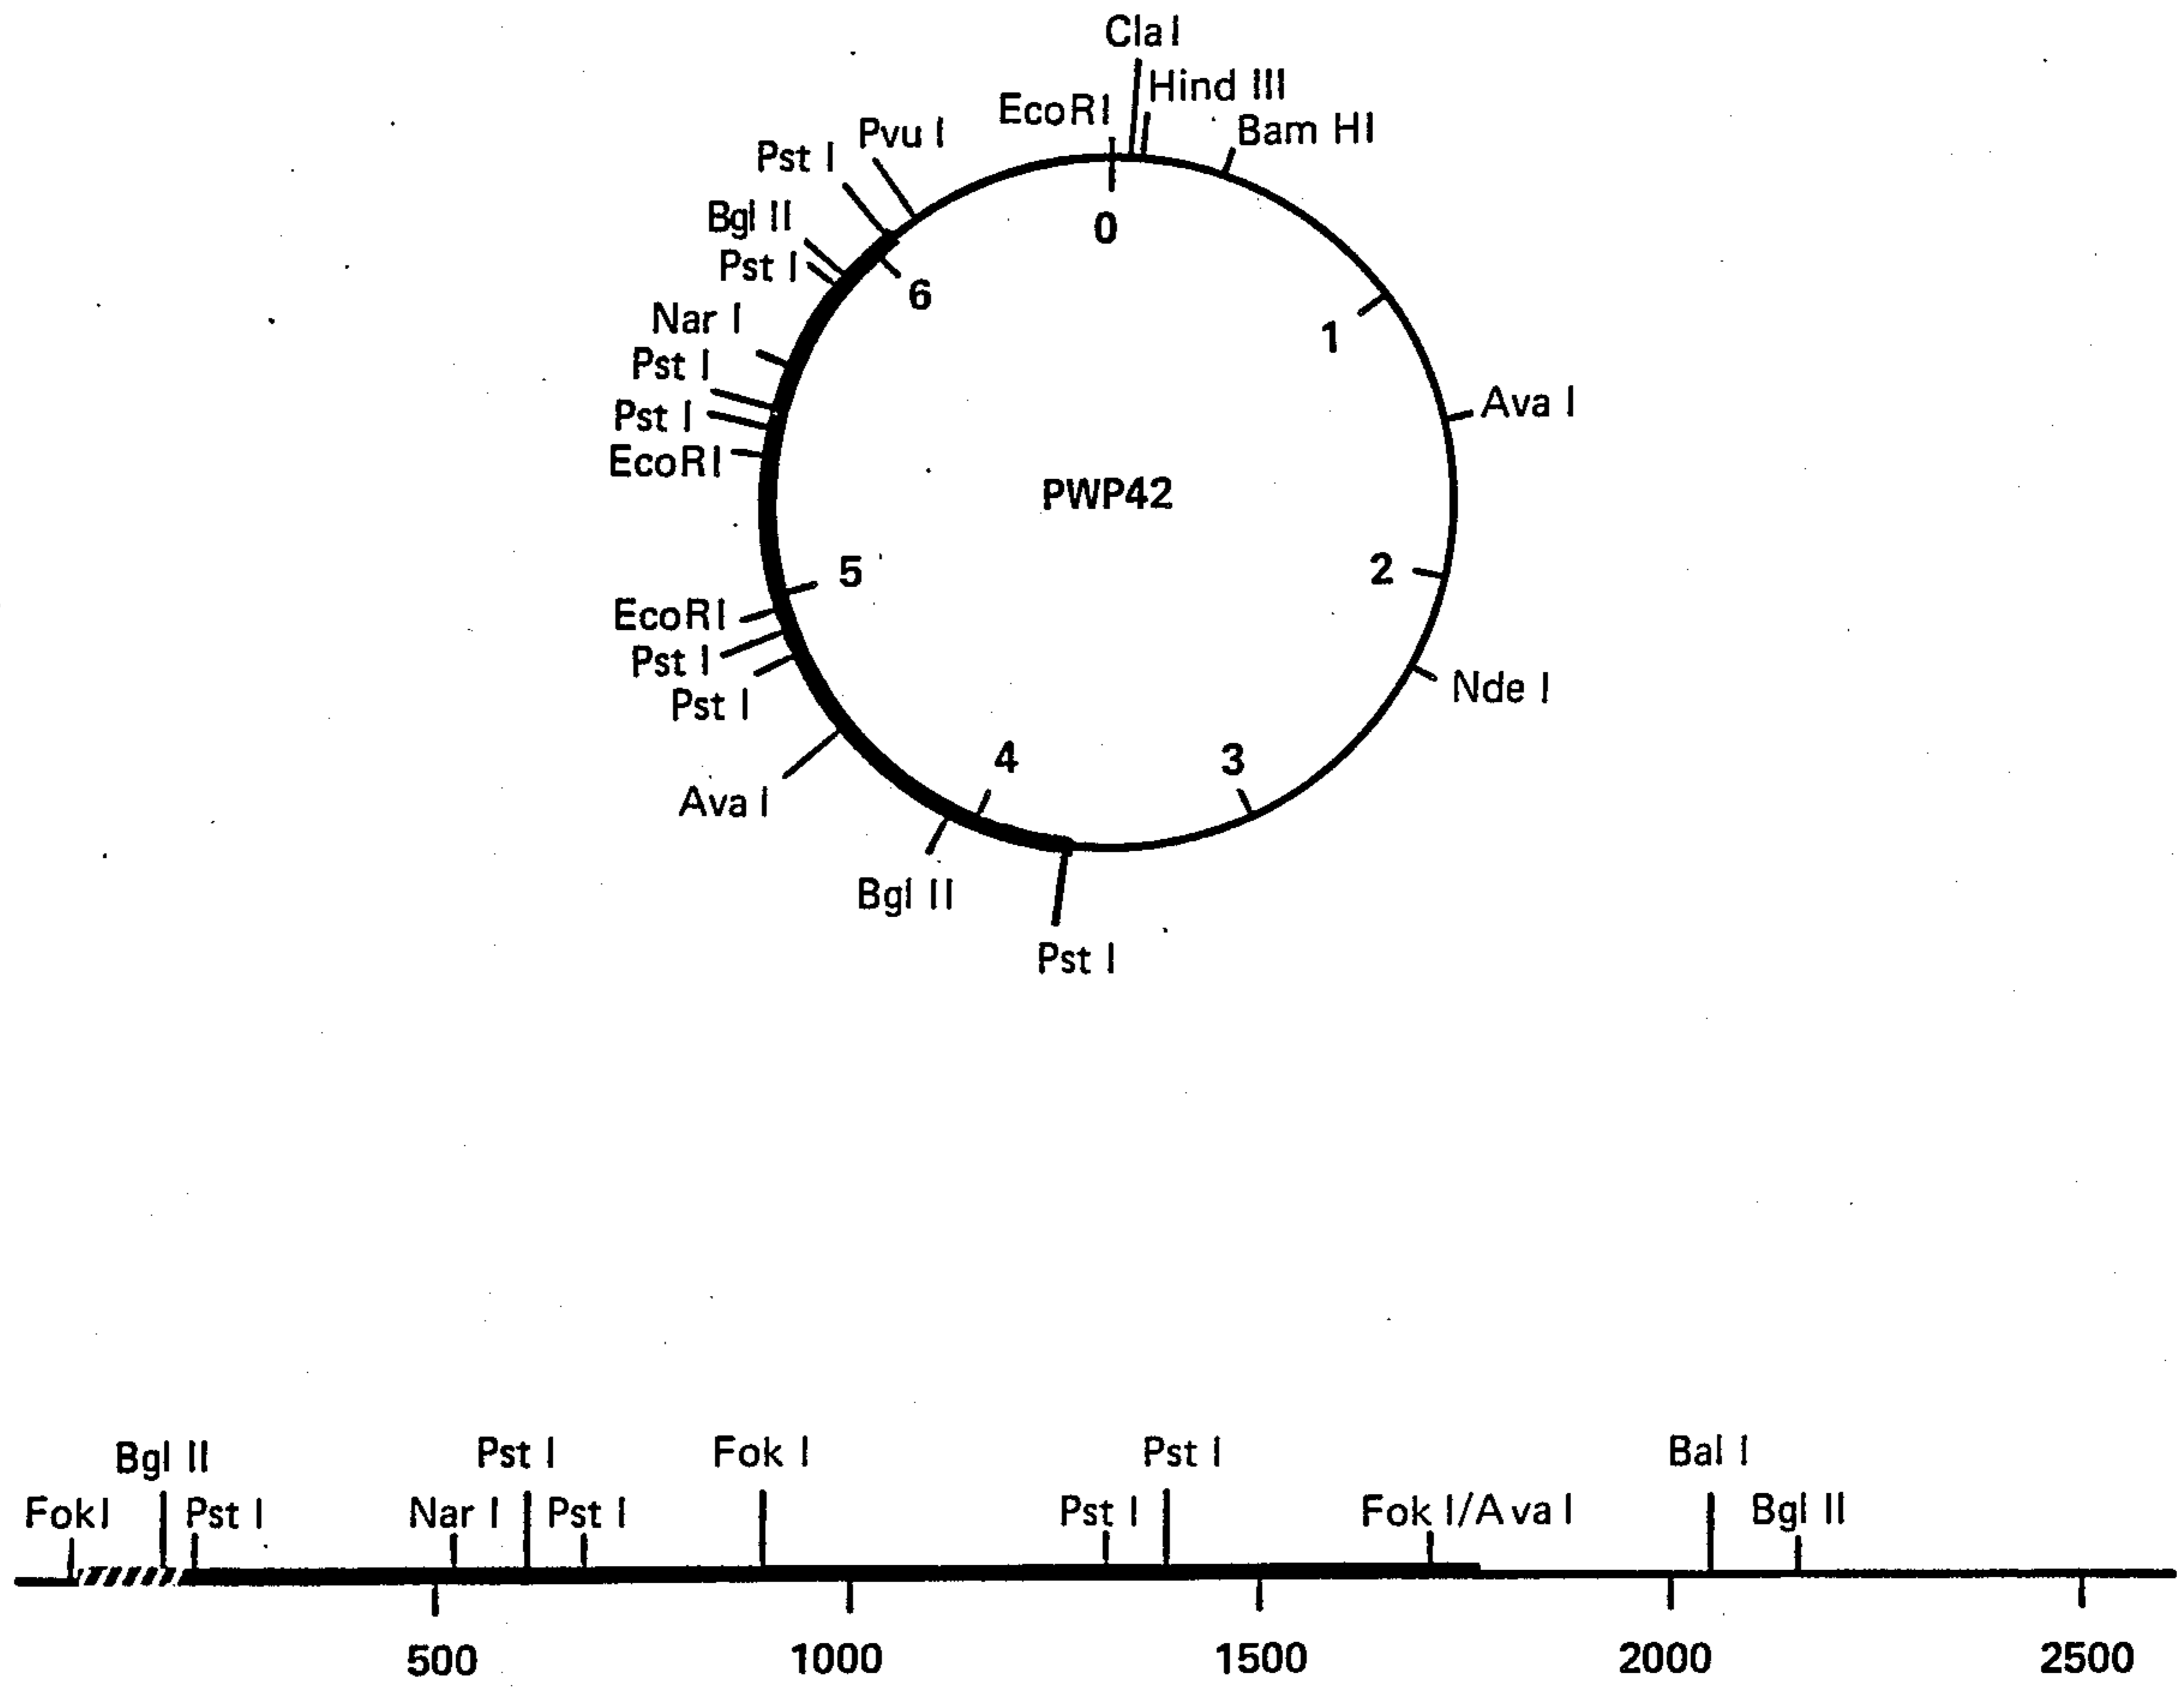 Cla I
Hind III
EcoRI
Bam HI
Pvu I
Pst I
Bgl II
Pst I
0
6
Nar I
1
Pst I
Ava I
Pst I
EcoRI
PWP42
5
2
EcoRI
Pst I
Nde I
Pst I
4
3
Ava I
Bgl II
Pst I
Bgl II
Pst I
Fok I
Pst I
Bal I
FokI
Pst I
Nar I
Pst I
Pst I
Fok I/Ava I
Bgl II
500
1000
1500
2000
2500